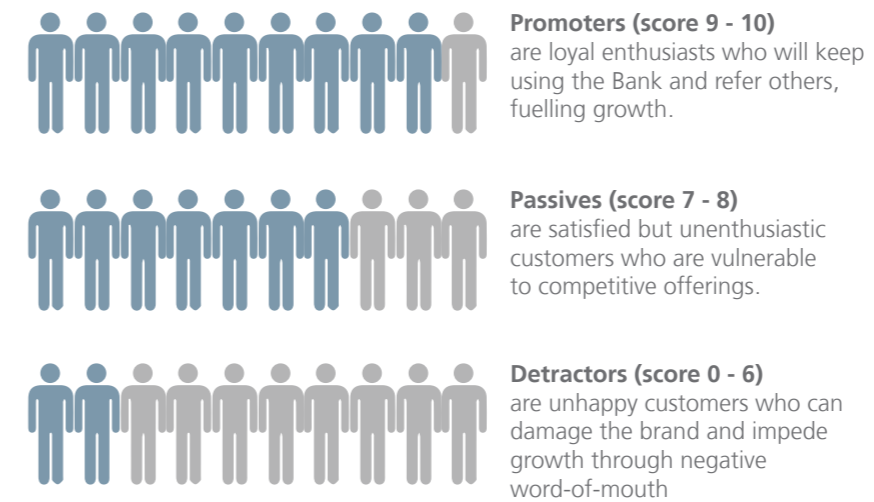 Promoters (score 9 - 10)
are loyal enthusiasts who will keep
using the Bank and refer others,
fuelling growth.
Passives (score 7 - 8)
are satisfied but unenthusiastic
customers who are vulnerable
to competitive offerings.
Detractors (score 0 - 6)
are unhappy customers who can
damage the brand and impede
growth through negative
word-of-mouth